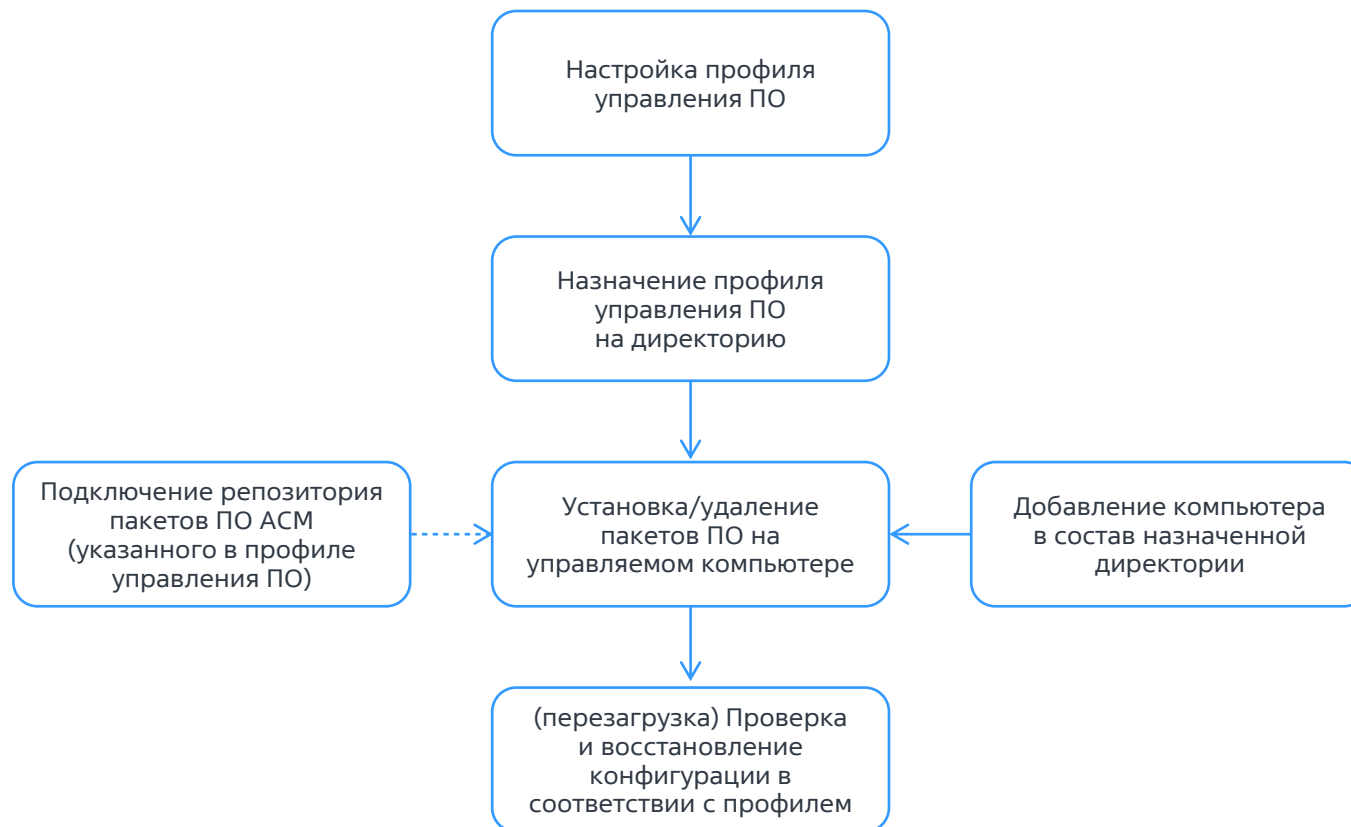 Настройка профиля
управления ПО
Назначение профиля
управления ПО
на директорию
Подключение репозитория
пакетов ПО АСМ
(указанного в профиле
управления ПО)
Установка/удаление
пакетов ПО на
управляемом компьютере
Добавление компьютера
в состав назначенной
директории
(перезагрузка) Проверка
и восстановление
конфигурации в
соответствии с профилем